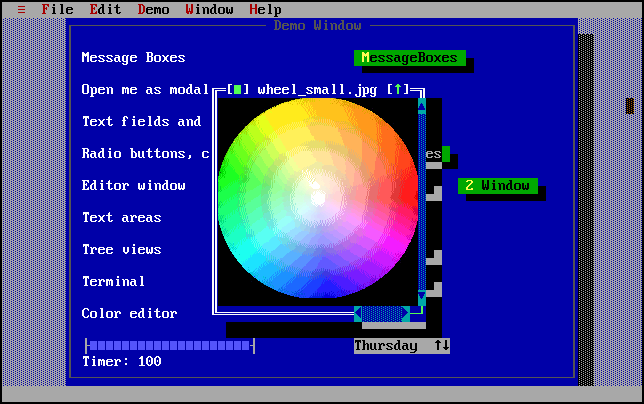 ≡ File Edit Demo Window Help
Demo Window
Message Boxes MessageBoxes
Open me as modal [■] wheel_small.jpg [↑]
Text fields and
Radio buttons, c es
Editor window 2 Window
Text areas
Tree views
Terminal
Color editor
Thursday ↑↓
Timer: 100